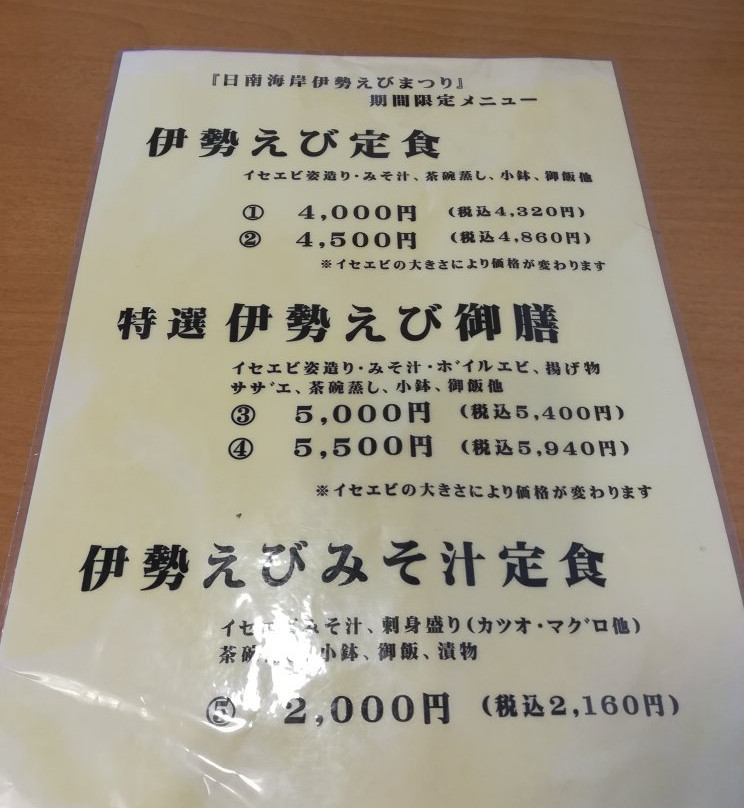 『日南海岸伊勢えびまつり』
期間限定メニュー
伊勢えび定食
イセエビ姿造り・みそ汁、茶碗蒸し、小鉢、御飯他
① 4,000円 (税込4,320円)
② 4,500円 (税込4,860円)
※イセエビの大きさにより価格が変わります
特選 伊勢えび御膳
イセエビ姿造り・みそ汁・ボイルエビ、揚げ物
サザエ、茶碗蒸し、小鉢、御飯他
③ 5,000円 (税込5,400円)
④ 5,500円 (税込5,940円)
※イセエビの大きさにより価格が変わります
伊勢えびみそ汁定食
イセエビみそ汁、刺身盛り(カツオ・マグロ他)
茶碗 小鉢、御飯、漬物
⑤ 2,000円 (税込2,160円)